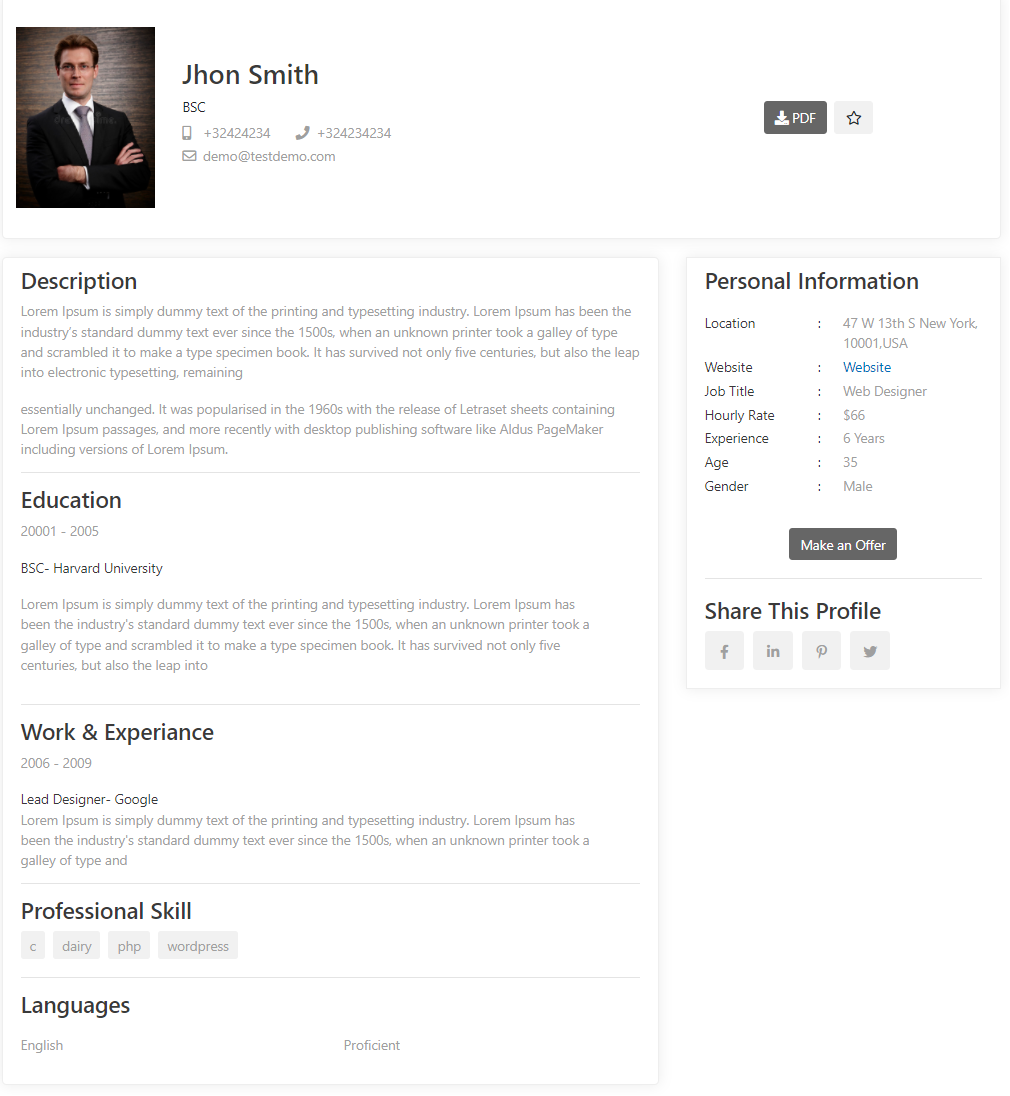 Jhon Smith
BSC
+32424234 +324234234
demo@testdemo.com
PDF
Description
Lorem Ipsum is simply dummy text of the printing and typesetting industry. Lorem Ipsum has been the
industry’s standard dummy text ever since the 1500s, when an unknown printer took a galley of type
and scrambled it to make a type specimen book. It has survived not only five centuries, but also the leap
into electronic typesetting, remaining
essentially unchanged. It was popularised in the 1960s with the release of Letraset sheets containing
Lorem Ipsum passages, and more recently with desktop publishing software like Aldus PageMaker
including versions of Lorem Ipsum.
Education
20001 - 2005
BSC- Harvard University
Lorem Ipsum is simply dummy text of the printing and typesetting industry. Lorem Ipsum has
been the industry's standard dummy text ever since the 1500s, when an unknown printer took a
galley of type and scrambled it to make a type specimen book. It has survived not only five
centuries, but also the leap into
Work & Experiance
2006 - 2009
Lead Designer- Google
Lorem Ipsum is simply dummy text of the printing and typesetting industry. Lorem Ipsum has
been the industry's standard dummy text ever since the 1500s, when an unknown printer took a
galley of type and
Professional Skill
c dairy php wordpress
Languages
English Proficient
Personal Information
Location : 47 W 13th S New York,
10001,USA
Website : Website
Job Title : Web Designer
Hourly Rate : $66
Experience : 6 Years
Age : 35
Gender : Male
Make an Offer
Share This Profile